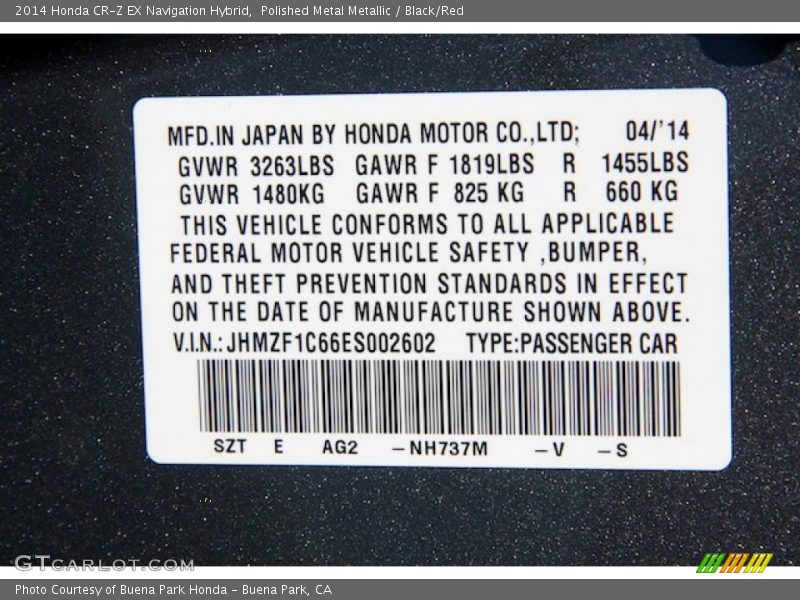 2014 Honda CR-Z EX Navigation Hybrid, Polished Metal Metallic / Black/Red
MFD.IN JAPAN BY HONDA MOTOR CO.,LTD; 04/'14
GVWR 3263LBS GAWR F 1819LBS R 1455LBS
GVWR 1480KG GAWR F 825 KG R 660 KG
THIS VEHICLE CONFORMS TO ALL APPLICABLE
FEDERAL MOTOR VEHICLE SAFETY ,BUMPER,
AND THEFT PREVENTION STANDARDS IN EFFECT
ON THE DATE OF MANUFACTURE SHOWN ABOVE.
V.I.N.:JHMZF1C66ES002602 TYPE:PASSENGER CAR
SZT E AG2 -NH737M -V -S
GTCARLOT.COM
Photo Courtesy of Buena Park Honda - Buena Park, CA